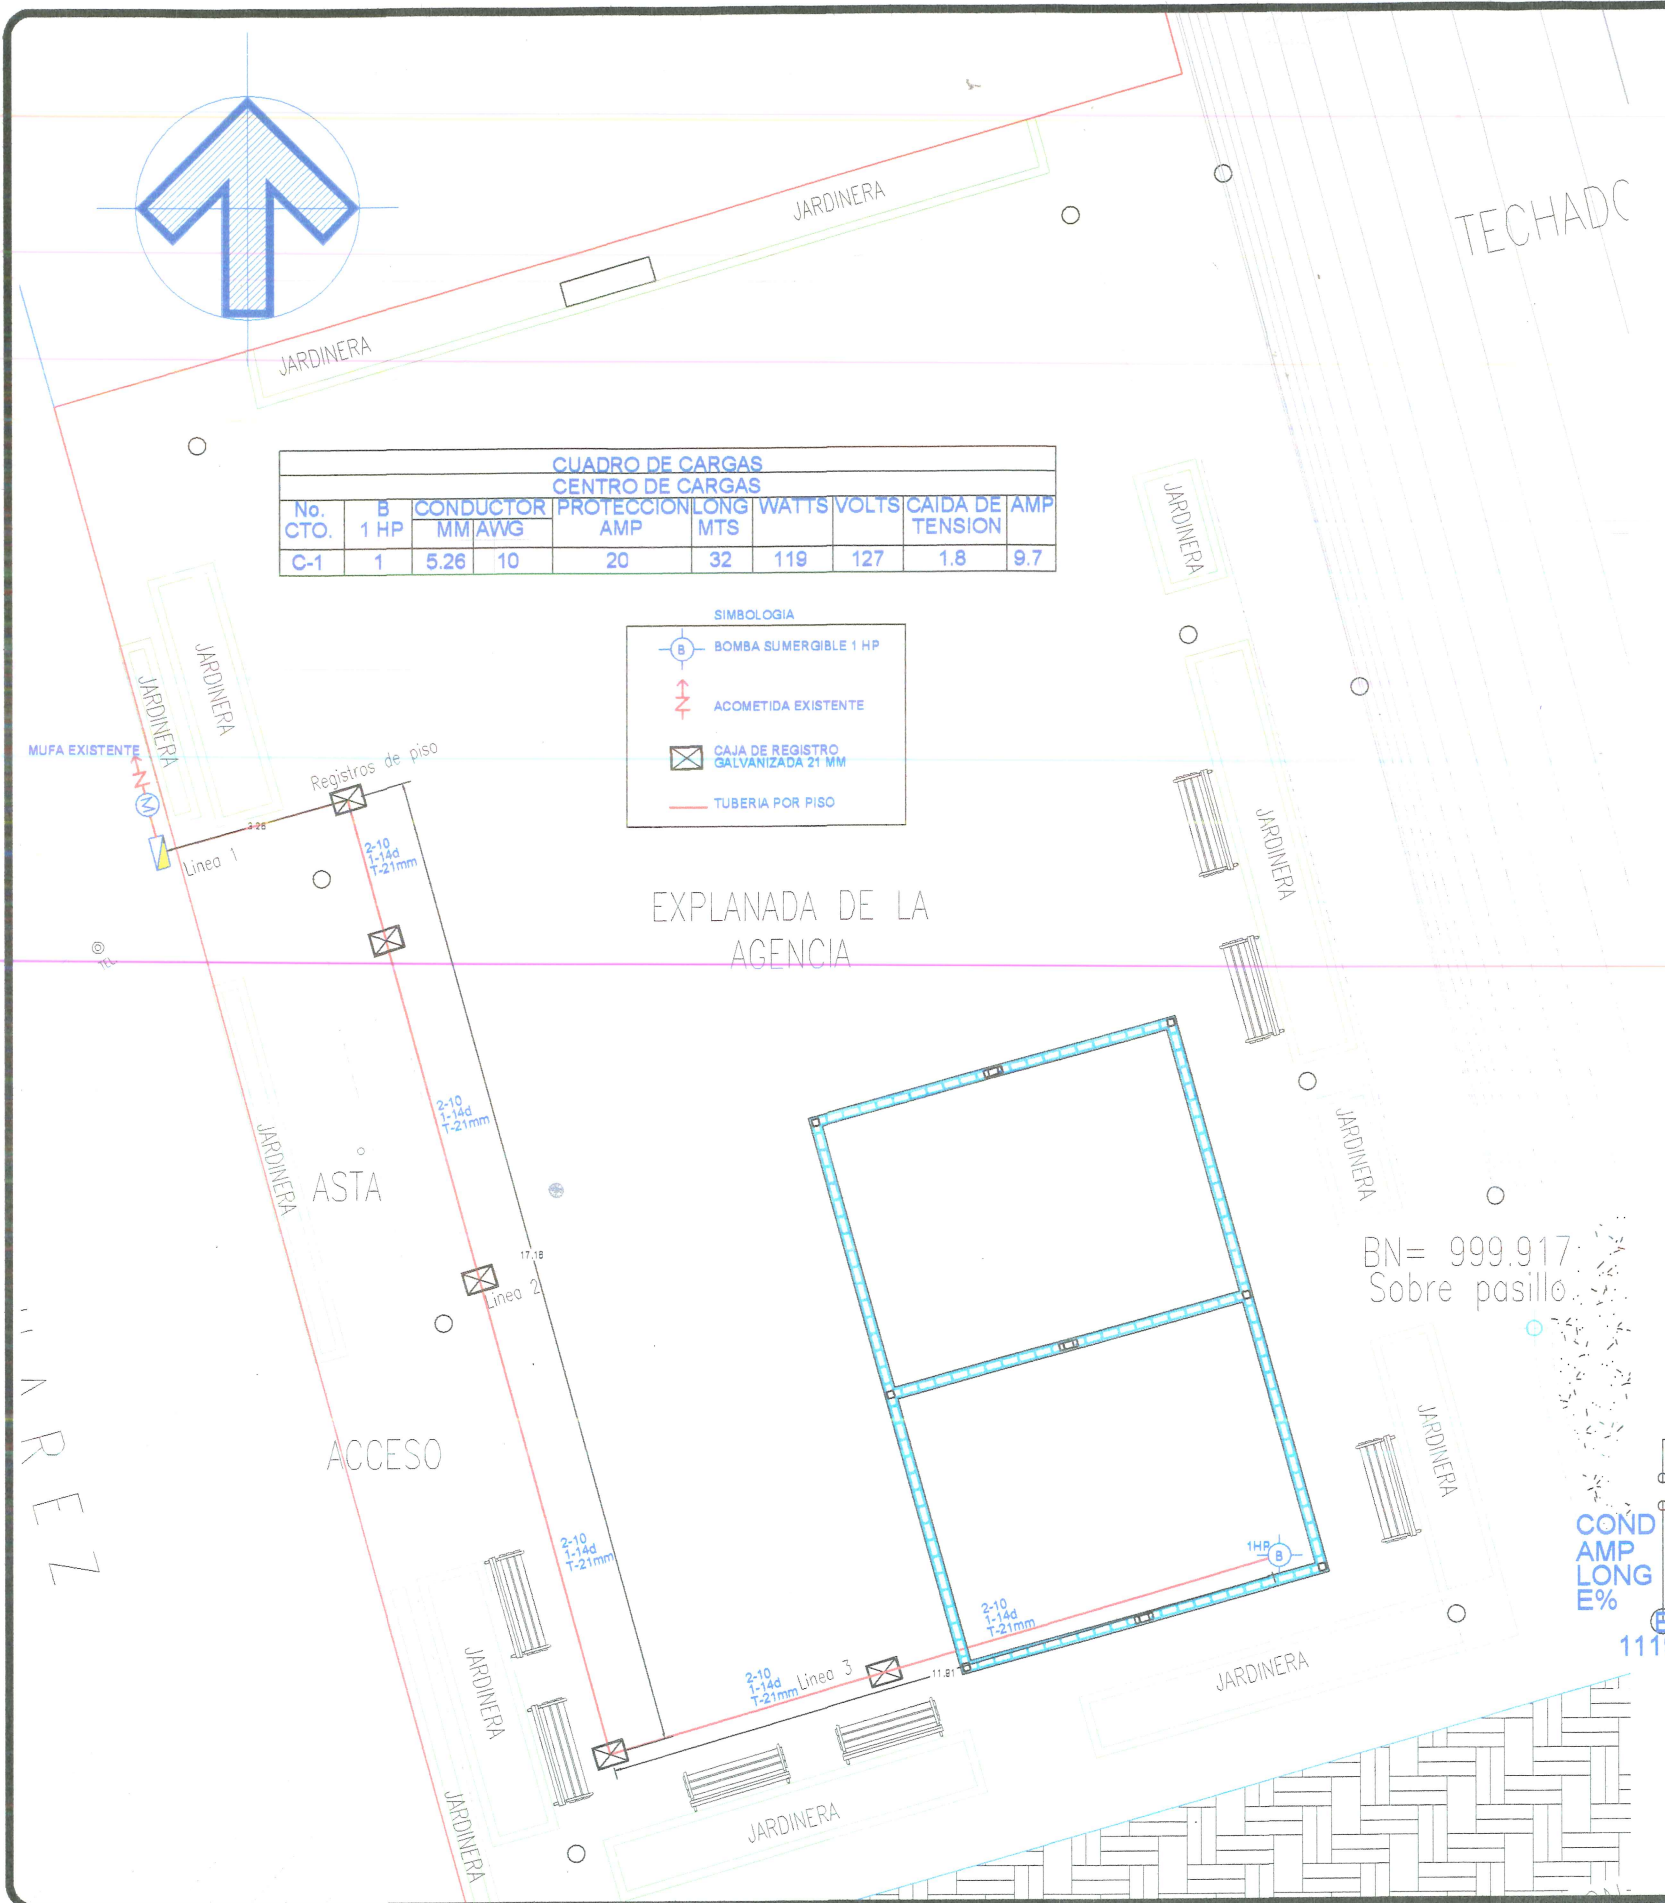 TECHADO
JARDINERA
JARDINERA
CUADRO DE CARGAS
CENTRO DE CARGAS
No. CTO. B 1 HP CONDUCTOR MM AWG PROTECCION AMP LONG MTS WATTS VOLTS CAIDA DE TENSION AMP
C-1 1 5.26 10 20 32 119 127 1.8 9.7
SIMBOLOGIA
B BOMBA SUMERGIBLE 1 HP
ACOMETIDA EXISTENTE
CAJA DE REGISTRO
GALVANIZADA 21 MM
TUBERIA POR PISO
JARDINERA
JARDINERA
JARDINERA
MUFA EXISTENTE
M
Registros de piso
3.26
Linea 1
2-10
1-14d
T-21mm
JARDINERA
EXPLANADA DE LA
AGENCIA
TEL
2-10
1-14d
T-21mm
JARDINERA
ASTA
JARDINERA
17.18
Linea 2
BN= 999.917
Sobre pasillo
ACCESO
AREZ
JARDINERA
2-10
1-14d
T-21mm
1HP
B
COND
AMP
LONG
E%
2-10
1-14d
T-21mm
JARDINERA
2-10
1-14d
T-21mm
Linea 3
11.81
JARDINERA
JARDINERA
JARDINERA